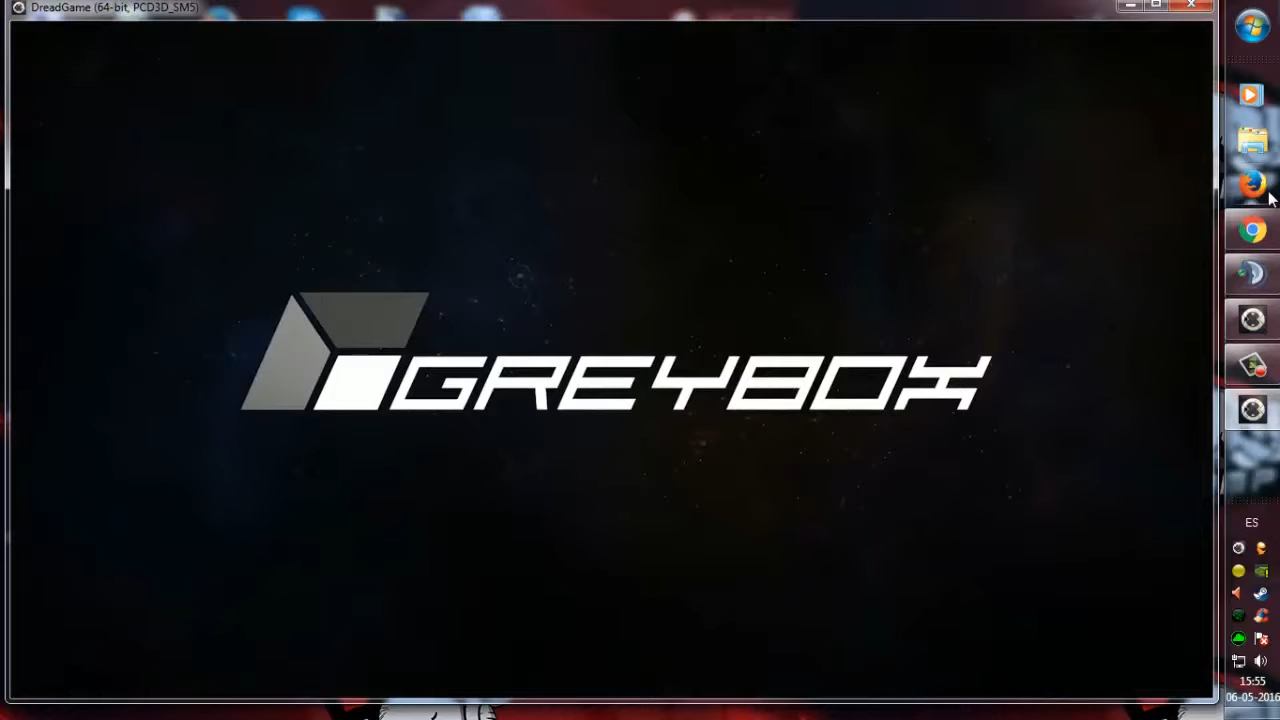 DreadGame (64-bit, PCD3D_SM5)
GREYBOX
ES
15:55
06-05-2016